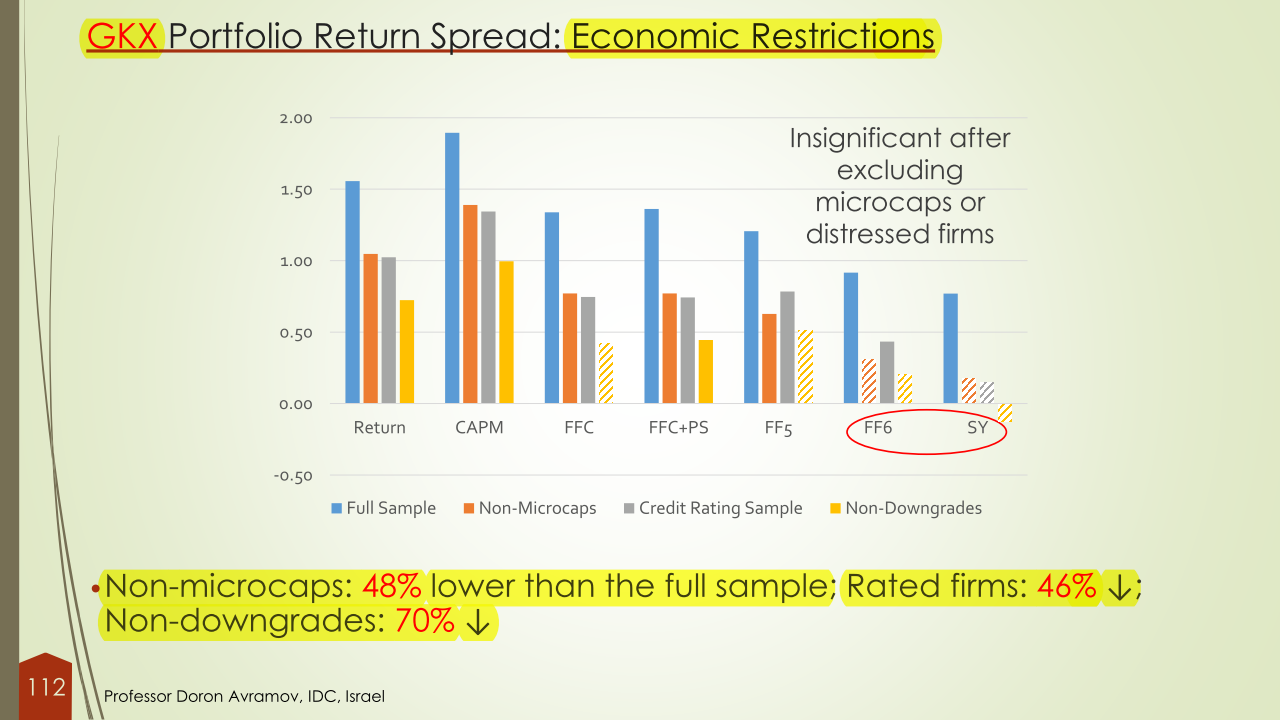 GKX Portfolio Return Spread: Economic Restrictions
2.00
1.50
1.00
0.50
0.00
-0.50
Insignificant after
excluding
microcaps or
distressed firms
Return CAPM FFC FFC+PS FF5 FF6 SY
Full Sample Non-Microcaps Credit Rating Sample Non-Downgrades
•Non-microcaps: 48% lower than the full sample; Rated firms: 46% ↓;
Non-downgrades: 70% ↓
112
Professor Doron Avramov, IDC, Israel